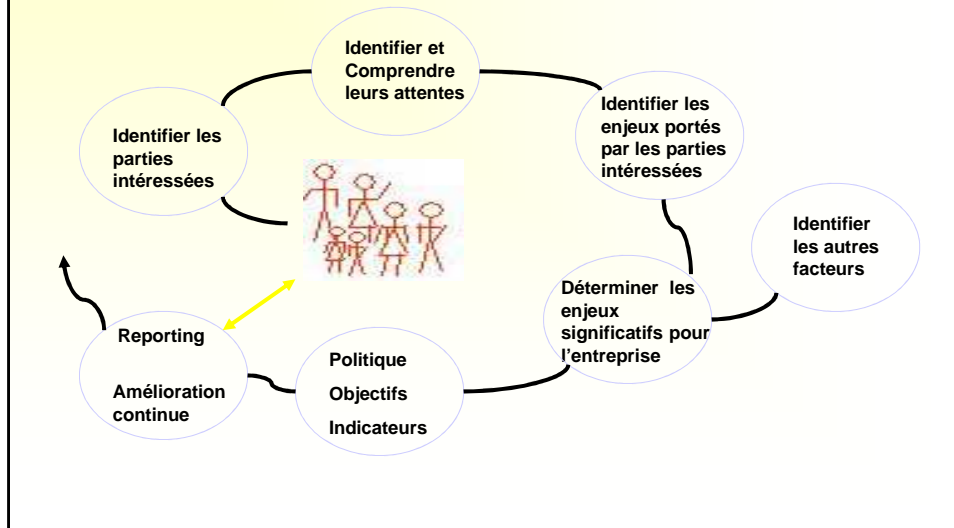 Identifier et
Comprendre
leurs attentes
Identifier les
parties
intéressées
Identifier les
enjeux portés
par les parties
intéressées
Identifier
les autres
facteurs
Déterminer les
enjeux
significatifs pour
l'entreprise
Politique
Objectifs
Indicateurs
Reporting
Amélioration
continue